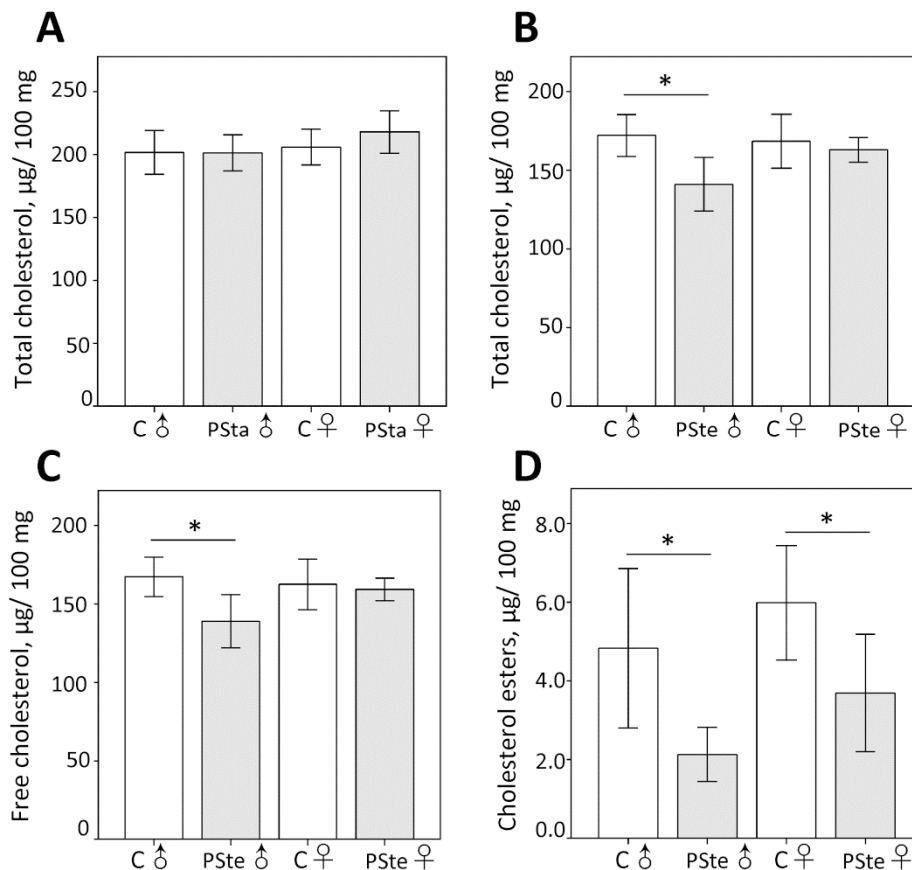 A
Total cholesterol, µg/ 100 mg
250
200
150
100
50
0
C ♂
PSta ♂
C ♀
PSta ♀
B
Total cholesterol, µg/ 100 mg
200
150
100
50
0
*
C ♂
PSte ♂
C ♀
PSte ♀
C
Free cholesterol, µg/ 100 mg
200
150
100
50
0
*
C ♂
PSte ♂
C ♀
PSte ♀
D
Cholesterol esters, µg/ 100 mg
8.0
6.0
4.0
2.0
0.0
*
*
C ♂
PSte ♂
C ♀
PSte ♀